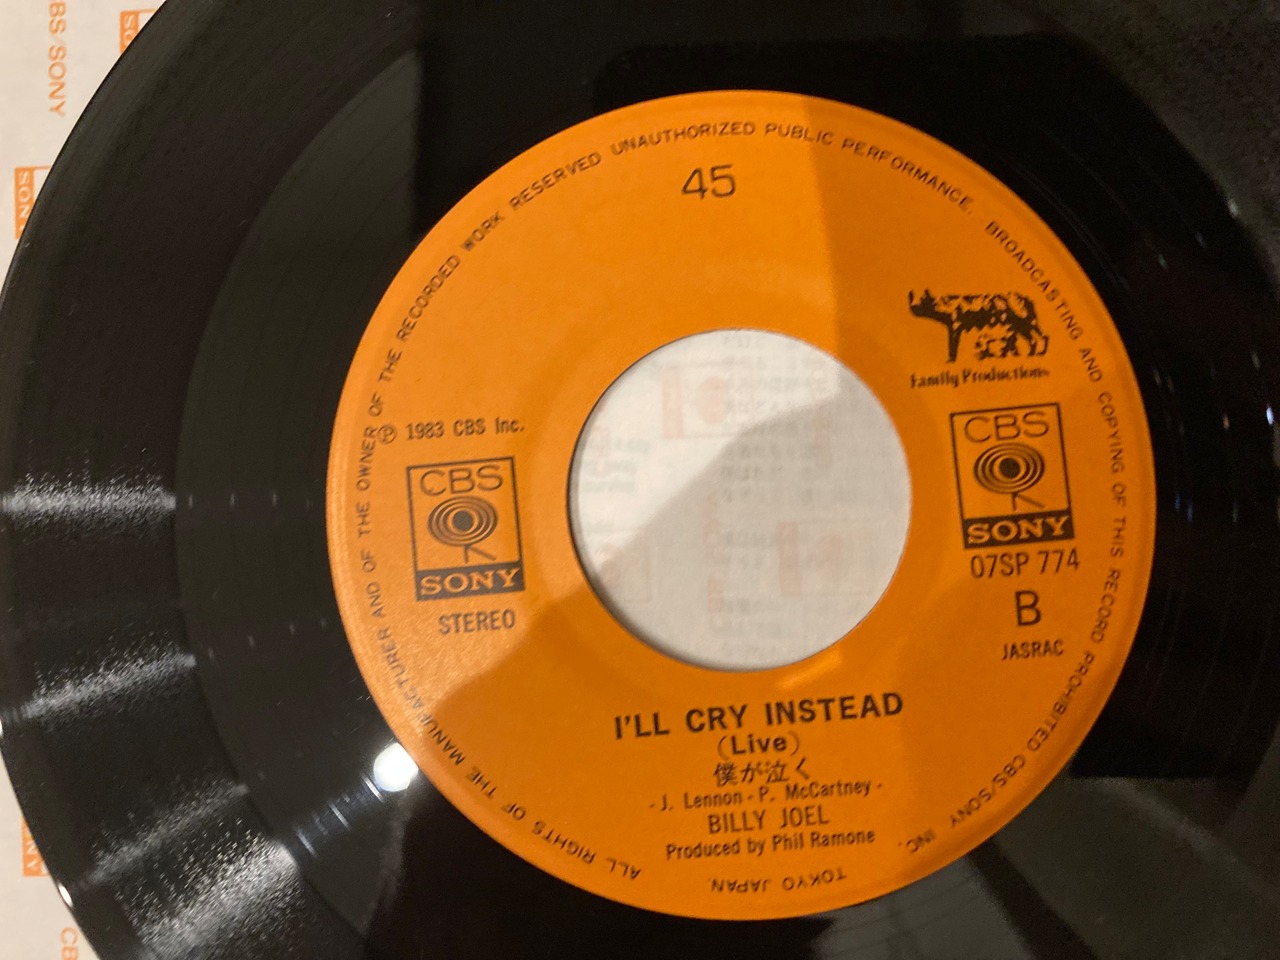 ALL RIGHTS OF THE MANUFACTURER AND OF THE OWNER OF THE RECORDED WORK RESERVED UNAUTHORIZED PUBLIC PERFORMANCE, BROADCASTING AND COPYING OF THIS RECORD PROHIBITED CBS/SONY INC. TOKYO JAPAN.
45
Family Productions
℗ 1983 CBS Inc.
CBS
SONY
STEREO
CBS
SONY
07SP 774
B
JASRAC
I'LL CRY INSTEAD
(Live)
僕が泣く
- J. Lennon - P. McCartney -
BILLY JOEL
Produced by Phil Ramone
CBS/SONY
SONY